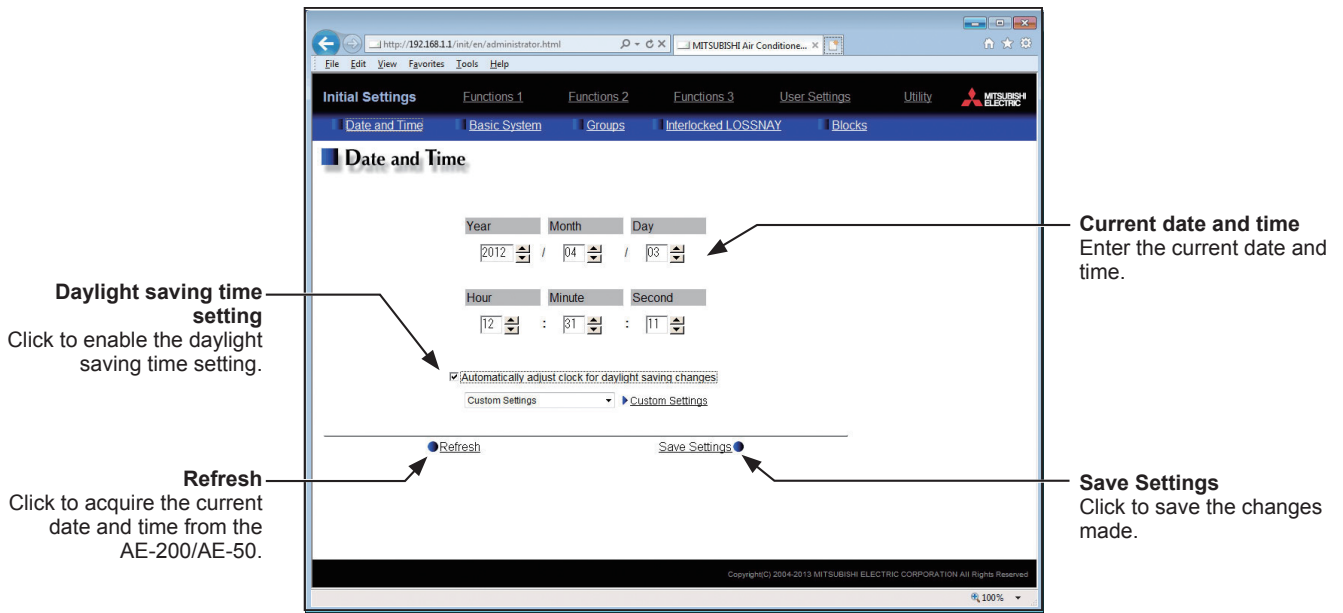 http://192.168.1.1/init/en/administrator.html
MITSUBISHI Air Conditione...
File Edit View Favorites Tools Help
Initial Settings Functions 1 Functions 2 Functions 3 User Settings Utility MITSUBISHI ELECTRIC
Date and Time Basic System Groups Interlocked LOSSNAY Blocks
Date and Time
Year Month Day
2012 / 04 / 03
Hour Minute Second
12 : 31 : 11
Automatically adjust clock for daylight saving changes
Custom Settings Custom Settings
Refresh Save Settings
Copyright(C) 2004-2013 MITSUBISHI ELECTRIC CORPORATION All Rights Reserved
100%
Daylight saving time
setting
Click to enable the daylight
saving time setting.
Refresh
Click to acquire the current
date and time from the
AE-200/AE-50.
Current date and time
Enter the current date and
time.
Save Settings
Click to save the changes
made.